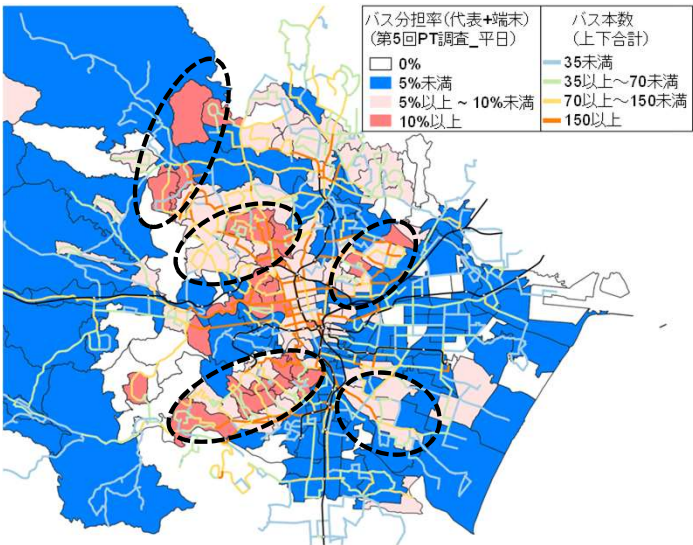 バス分担率(代表+端末)
(第5回PT調査_平日)
0%
5%未満
5%以上 ~ 10%未満
10%以上
バス本数
(上下合計)
35未満
35以上～70未満
70以上～150未満
150以上